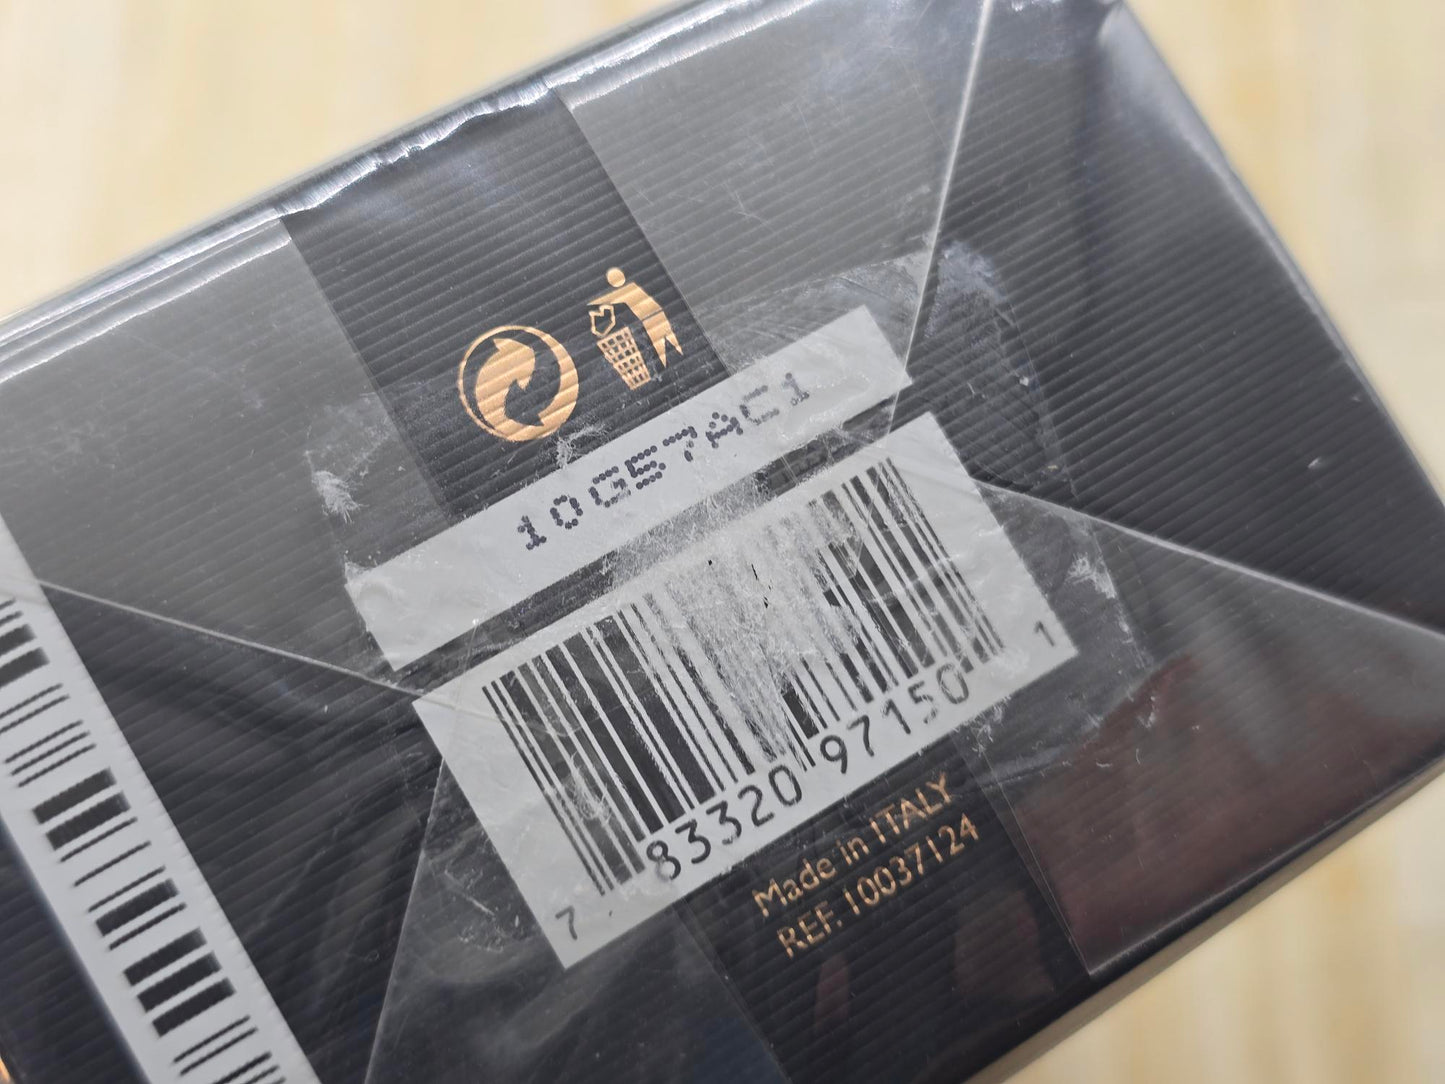 10G57AC1
7 83320 97150 1
Made in ITALY
REF. 10037124